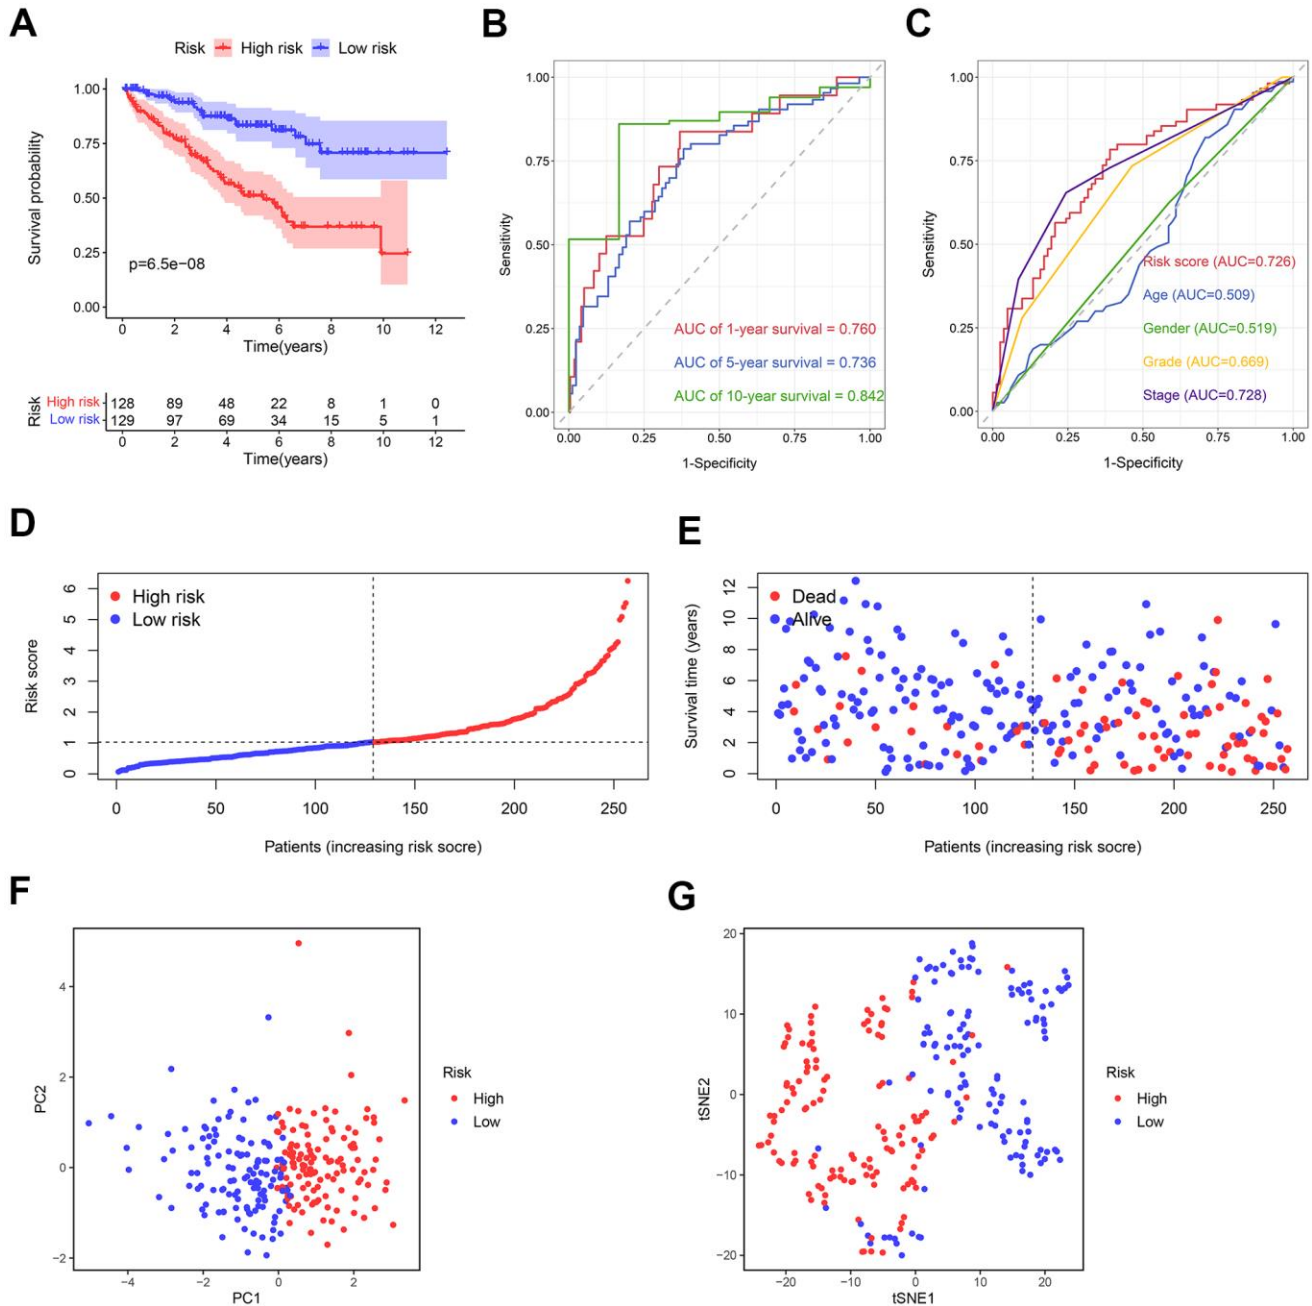 A
Risk High risk Low risk
Survival probability
1.00
0.75
0.50
0.25
0.00
p=6.5e−08
0 2 4 6 8 10 12
Time(years)
Risk
High risk 128 89 48 22 8 1 0
Low risk 129 97 69 34 15 5 1
0 2 4 6 8 10 12
Time(years)
B
Sensitivity
1.00
0.75
0.50
0.25
0.00
AUC of 1-year survival = 0.760
AUC of 5-year survival = 0.736
AUC of 10-year survival = 0.842
0.00 0.25 0.50 0.75 1.00
1-Specificity
C
Sensitivity
1.00
0.75
0.50
0.25
0.00
Risk score (AUC=0.726)
Age (AUC=0.509)
Gender (AUC=0.519)
Grade (AUC=0.669)
Stage (AUC=0.728)
0.00 0.25 0.50 0.75 1.00
1-Specificity
D
Risk score
6
5
4
3
2
1
0
High risk
Low risk
0 50 100 150 200 250
Patients (increasing risk socre)
E
Survival time (years)
12
10
8
6
4
2
0
Dead
Alive
0 50 100 150 200 250
Patients (increasing risk socre)
F
PC2
4
2
0
−2
−4 −2 0 2
PC1
Risk
High
Low
G
tSNE2
20
10
0
−10
−20
−20 −10 0 10 20
tSNE1
Risk
High
Low